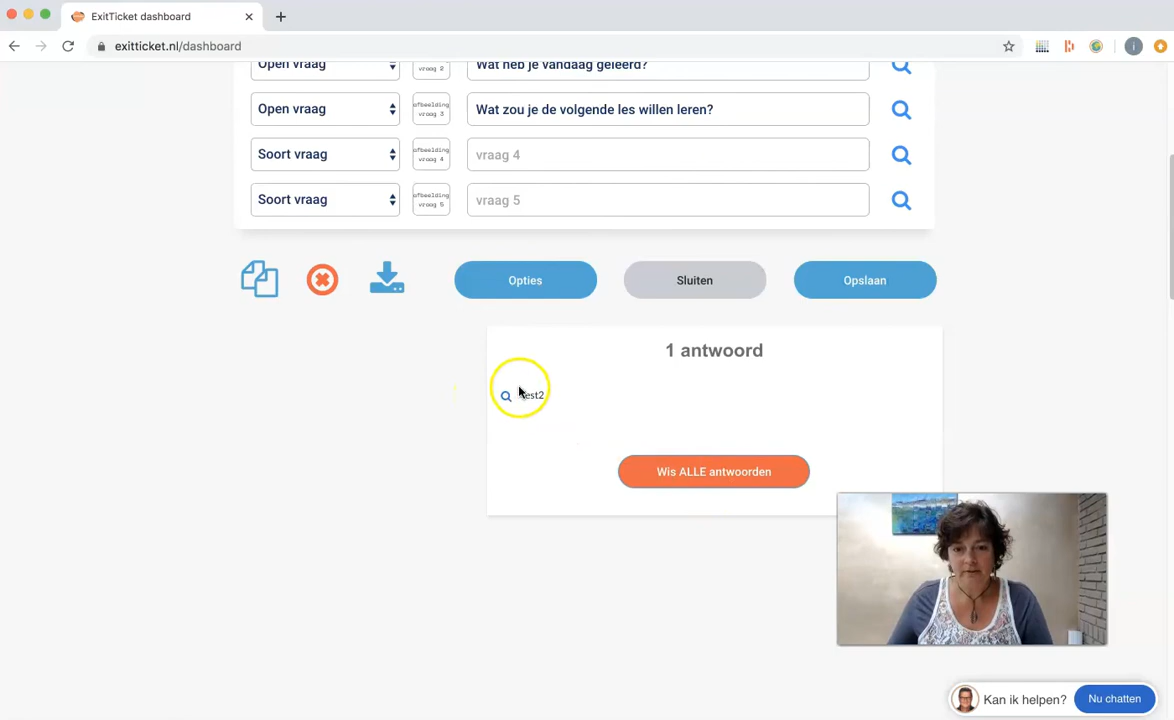 ExitTicket dashboard
exitticket.nl/dashboard
i
Open vraag
vraag 2
Wat heb je vandaag geleerd?
Open vraag
afbeelding
vraag 3
Wat zou je de volgende les willen leren?
Soort vraag
afbeelding
vraag 4
vraag 4
Soort vraag
afbeelding
vraag 5
vraag 5
Opties
Sluiten
Opslaan
1 antwoord
test2
Wis ALLE antwoorden
Kan ik helpen?
Nu chatten